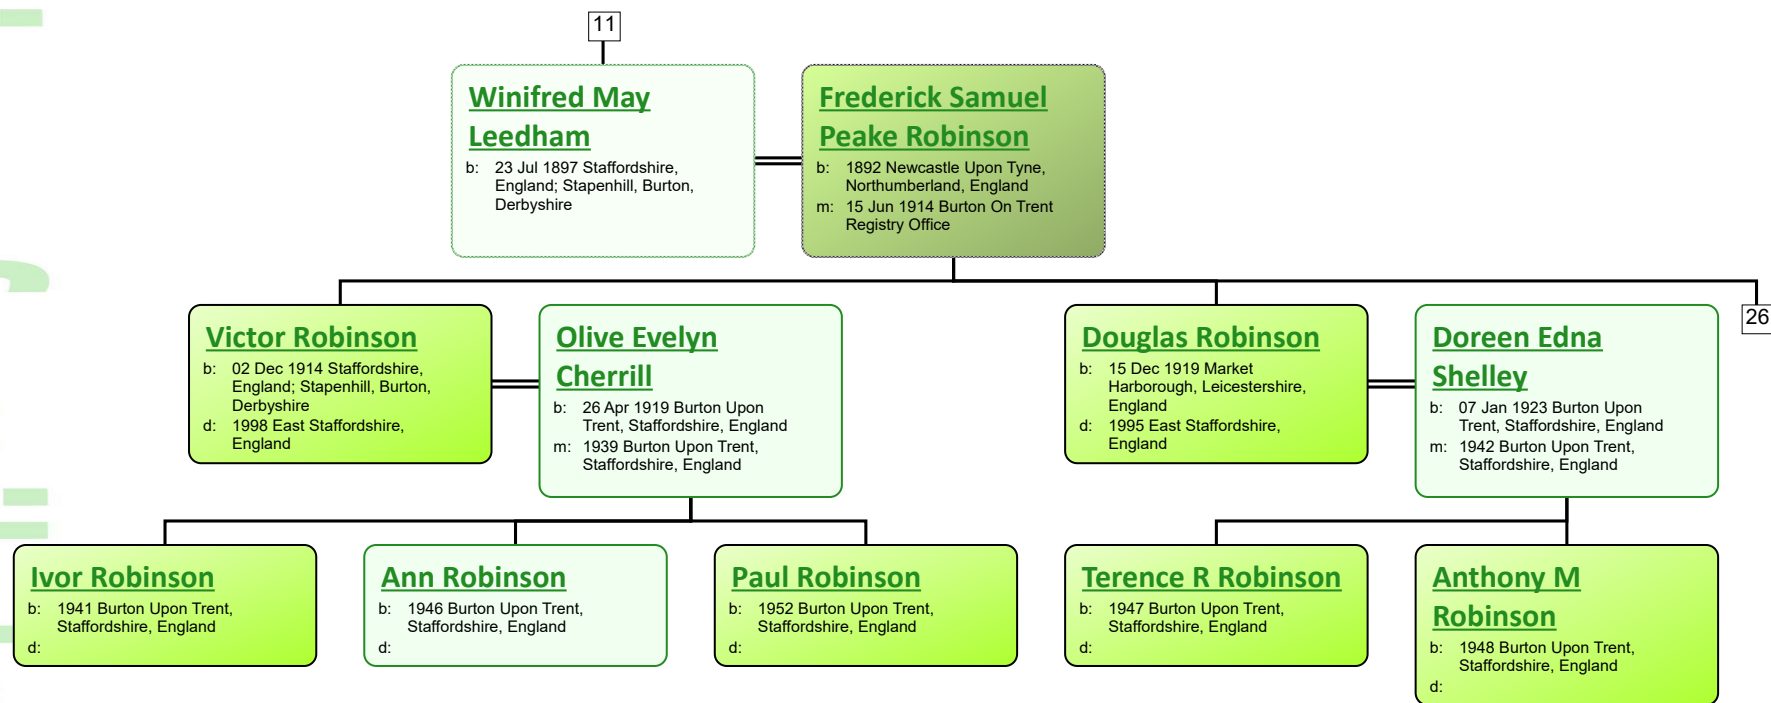 11
Winifred May
Leedham
b: 23 Jul 1897 Staffordshire,
England; Stapenhill, Burton,
Derbyshire
Frederick Samuel
Peake Robinson
b: 1892 Newcastle Upon Tyne,
Northumberland, England
m: 15 Jun 1914 Burton On Trent
Registry Office
Victor Robinson
b: 02 Dec 1914 Staffordshire,
England; Stapenhill, Burton,
Derbyshire
d: 1998 East Staffordshire,
England
Olive Evelyn
Cherrill
b: 26 Apr 1919 Burton Upon
Trent, Staffordshire, England
m: 1939 Burton Upon Trent,
Staffordshire, England
Douglas Robinson
b: 15 Dec 1919 Market
Harborough, Leicestershire,
England
d: 1995 East Staffordshire,
England
Doreen Edna
Shelley
b: 07 Jan 1923 Burton Upon
Trent, Staffordshire, England
m: 1942 Burton Upon Trent,
Staffordshire, England
26
Ivor Robinson
b: 1941 Burton Upon Trent,
Staffordshire, England
d:
Ann Robinson
b: 1946 Burton Upon Trent,
Staffordshire, England
d:
Paul Robinson
b: 1952 Burton Upon Trent,
Staffordshire, England
d:
Terence R Robinson
b: 1947 Burton Upon Trent,
Staffordshire, England
d:
Anthony M
Robinson
b: 1948 Burton Upon Trent,
Staffordshire, England
d: